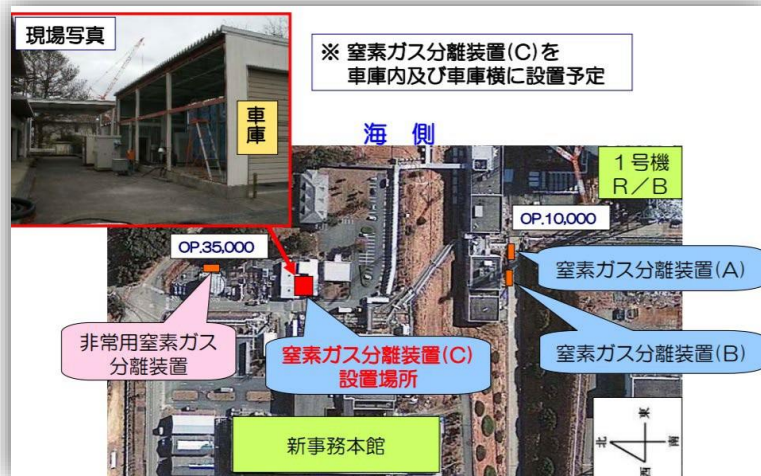 現場写真
※ 窒素ガス分離装置(C)を
車庫内及び車庫横に設置予定
車庫
海 側
1号機
R/B
OP.10,000
OP.35,000
窒素ガス分離装置(A)
非常用窒素ガス
分離装置
窒素ガス分離装置(C)
設置場所
窒素ガス分離装置(B)
新事務本館
東
北
南
西